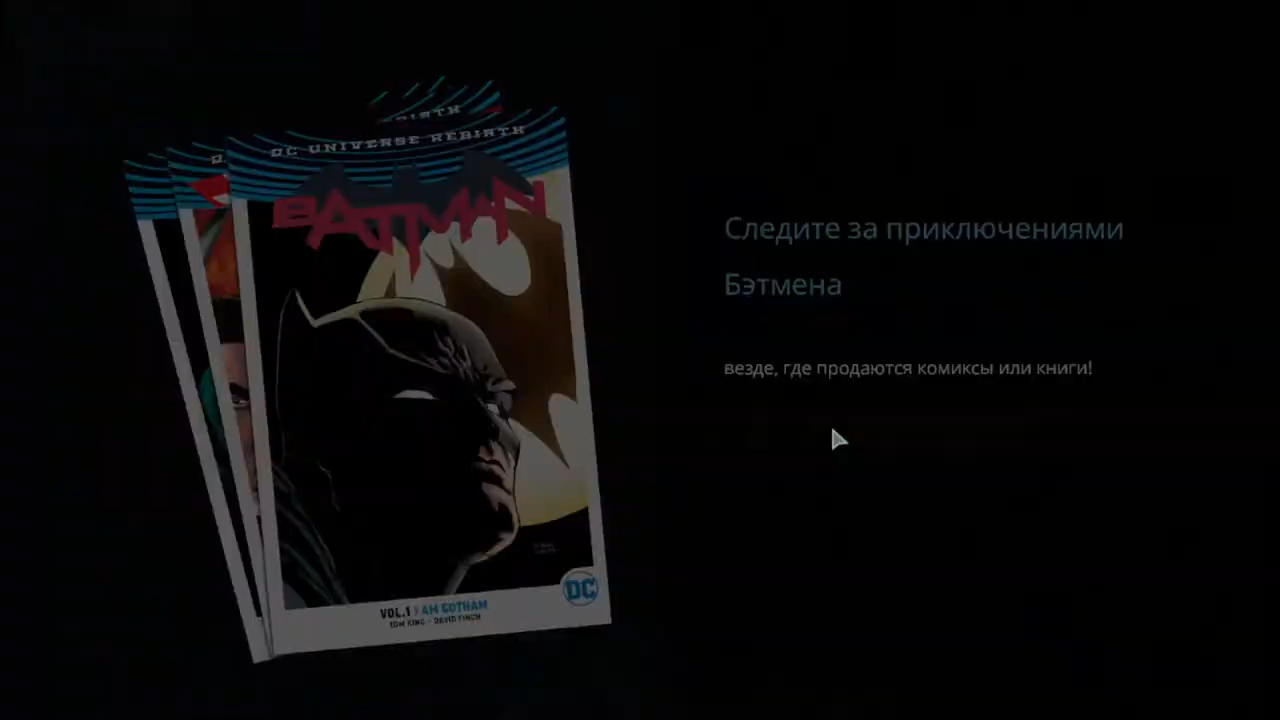 BIRTH
DC UNIVERSE REBIRTH
BATMAN
Следите за приключениями
Бэтмена
везде, где продаются комиксы или книги!
DC
VOL.1 I AM GOTHAM
TOM KING • DAVID FINCH